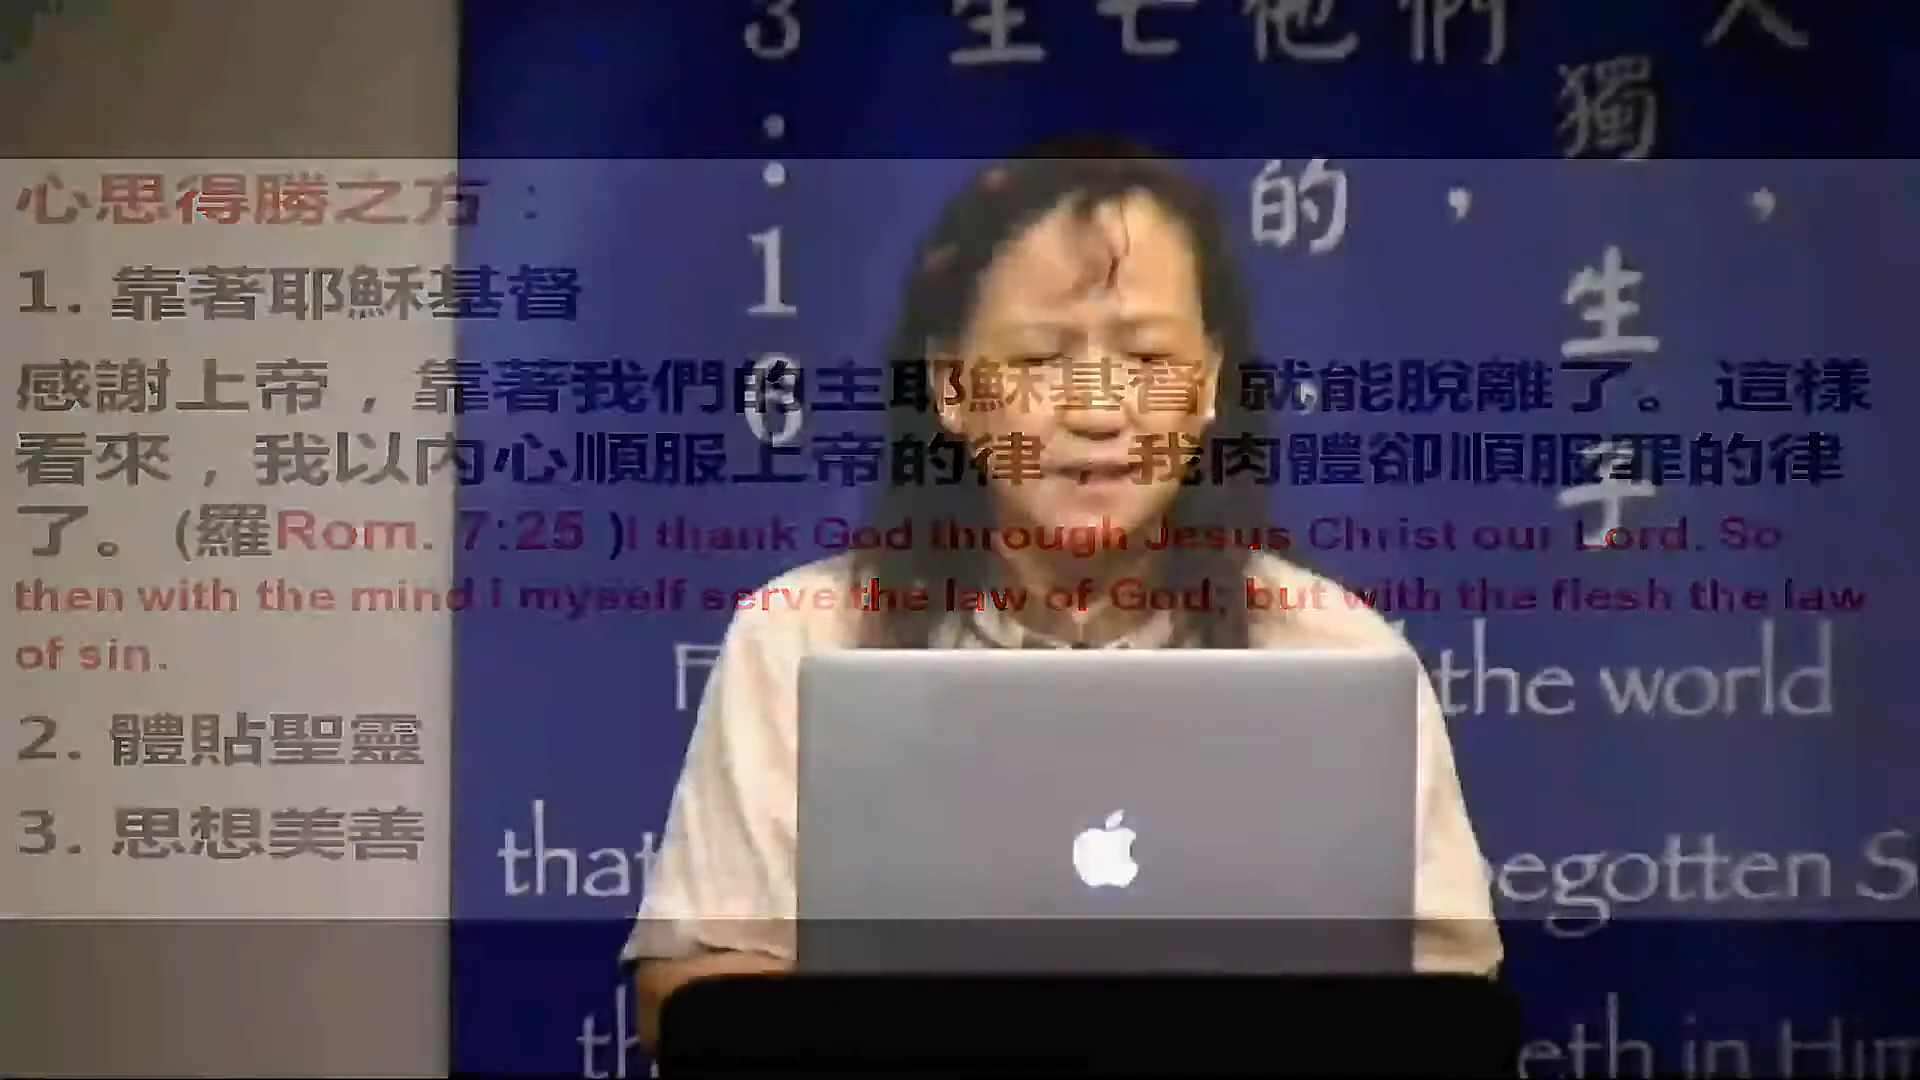 心思得勝之方：
1. 靠著耶穌基督
感謝上帝，靠著我們的主耶穌基督 就能脫離了。 這樣
看來，我以內心順服上帝的律，我肉體卻順服罪的律
了。 (羅Rom. 7:25 )I thank God through Jesus Christ our Lord. So
then with the mind i myself serve the law of God; but with the flesh the law
of sin.
2. 體貼聖靈
3. 思想美善
3:16
的，
獨生子
，
the world
that
begotten S
th
eth in Him